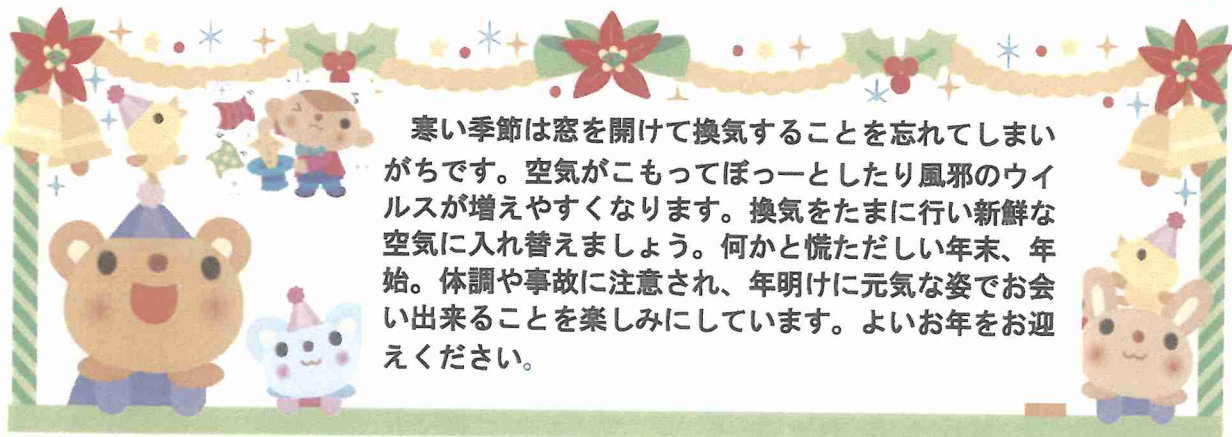 寒い季節は窓を開けて換気することを忘れてしまい
がちです。空気がこもってぼっーとしたり風邪のウイ
ルスが増えやすくなります。換気をたまに行い新鮮な
空気に入れ替えましょう。何かと慌ただしい年末、年
始。体調や事故に注意され、年明けに元気な姿でお会
い出来ることを楽しみにしています。よいお年をお迎
えください。